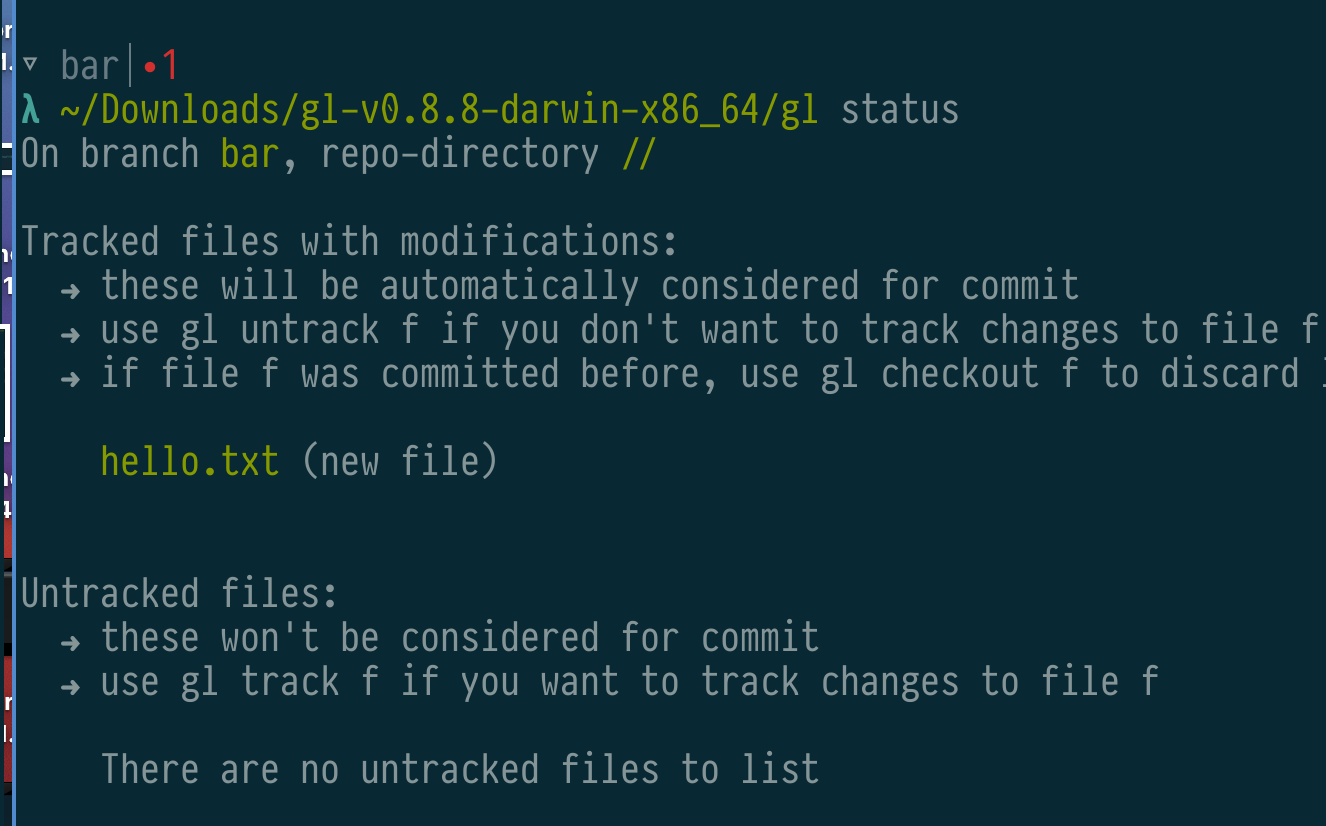 ▿ bar|•1
λ ~/Downloads/gl-v0.8.8-darwin-x86_64/gl status
On branch bar, repo-directory //
Tracked files with modifications:
➜ these will be automatically considered for commit
➜ use gl untrack f if you don't want to track changes to file f
➜ if file f was committed before, use gl checkout f to discard
hello.txt (new file)
Untracked files:
➜ these won't be considered for commit
➜ use gl track f if you want to track changes to file f
There are no untracked files to list